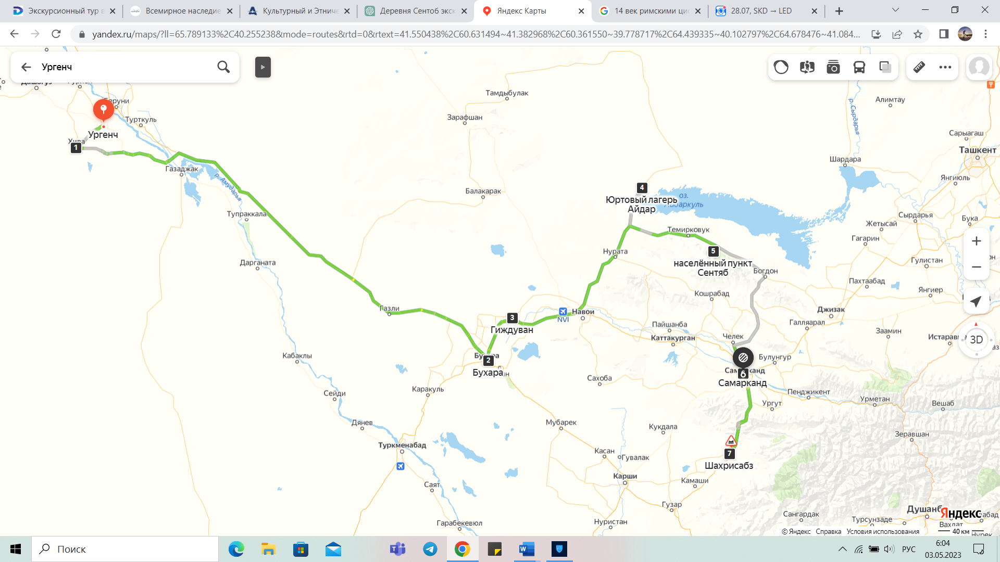 Экскурсионный тур в
Всемирное наследие
Культурный и Этниче
Деревня Сентоб экск
Яндекс Карты
14 век римскими ци
28.07, SKD → LED
yandex.ru/maps/?ll=65.789133%2C40.255238&mode=routes&rtd=0&rtext=41.550438%2C60.631494~41.382968%2C60.361550~39.778717%2C64.439335~40.102797%2C64.678476~41.084...
Ургенч
Тамдыбулак
Алимтау
р. Сырдарья
Беруни
Турткуль
Зарафшан
Ургенч
Сарыагаш
Хива
1
Ташкент
Шардара
Газаджак
Янгиюль
р. Амударья
4
Балакарак
Юртовый лагерь
Айдар
оз.
Айдаркуль
Тупраккала
Сырдарья
Бука
Жетысай
Темирковук
Гагарин
Нурата
5
Гулистан
Дарганата
населённый пункт
Сентяб
Богдон
Пахтаабад
Янгиер
Кошрабад
Газли
Навои
NVI
Джизак
3
Гиждуван
Пайшанба
Галляарал
Заамин
Каттакурган
Челек
3D
Бухара
2
Бухара
Кабаклы
Булунгур
Самарканд
6
Самарканд
Сахоба
Каракуль
Сейди
Пенджикент
Урметан
Вешаб
Ургут
Дянев
Мубарек
Кукдала
Зеравшан
Туркменабад
Касан
Гувалак
7
Шахрисабз
Карши
Камаши
Саят
Гузар
Сангардак
Душанб
Яндекс
Турсунзаде
Гарабекевюл
Нуристан
Вахдат
© Яндекс Справка Условия использования
40 км
Нурек
Поиск
РУС
6:04
03.05.2023